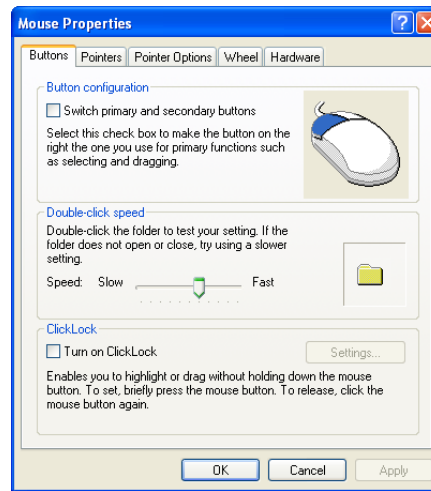 Mouse Properties
Buttons Pointers Pointer Options Wheel Hardware
Button configuration
Switch primary and secondary buttons
Select this check box to make the button on the
right the one you use for primary functions such
as selecting and dragging.
Double-click speed
Double-click the folder to test your setting. If the
folder does not open or close, try using a slower
setting.
Speed: Slow Fast
ClickLock
Turn on ClickLock Settings...
Enables you to highlight or drag without holding down the mouse
button. To set, briefly press the mouse button. To release, click the
mouse button again.
OK Cancel Apply